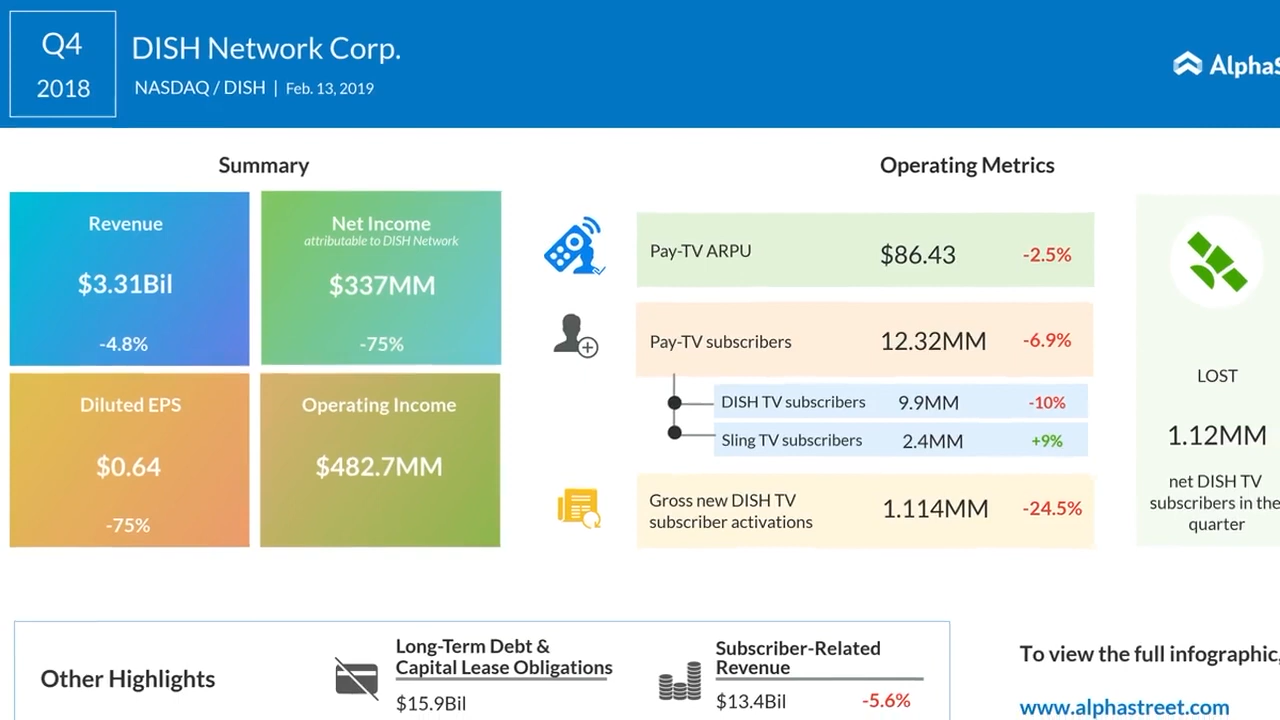 Q4
2018
DISH Network Corp.
NASDAQ / DISH | Feb. 13, 2019
Summary
Revenue
$3.31Bil
-4.8%
Net Income
attributable to DISH Network
$337MM
-75%
Diluted EPS
$0.64
-75%
Operating Income
$482.7MM
Operating Metrics
Pay-TV ARPU $86.43 -2.5%
Pay-TV subscribers 12.32MM -6.9%
DISH TV subscribers 9.9MM -10%
Sling TV subscribers 2.4MM +9%
Gross new DISH TV
subscriber activations
1.114MM -24.5%
LOST
1.12MM
net DISH TV
subscribers in the
quarter
Other Highlights
Long-Term Debt &
Capital Lease Obligations
$15.9Bil
Subscriber-Related
Revenue
$13.4Bil -5.6%
To view the full infographic,
www.alphastreet.com